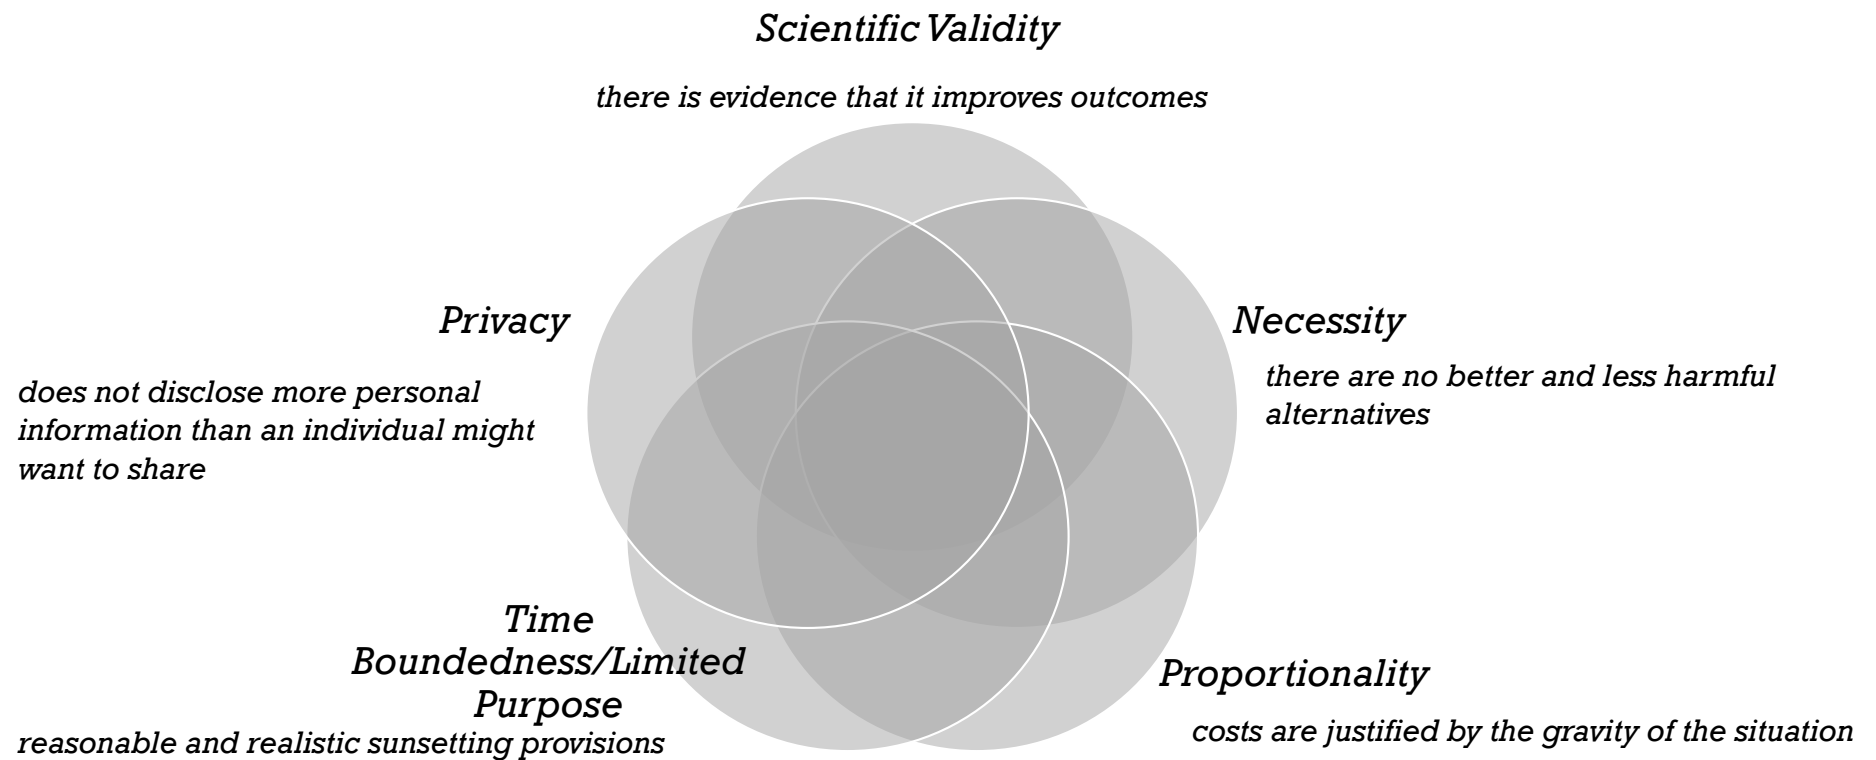 Scientific Validity
there is evidence that it improves outcomes
Privacy
does not disclose more personal
information than an individual might
want to share
Necessity
there are no better and less harmful
alternatives
Time
Boundedness/Limited
Purpose
reasonable and realistic sunsetting provisions
Proportionality
costs are justified by the gravity of the situation